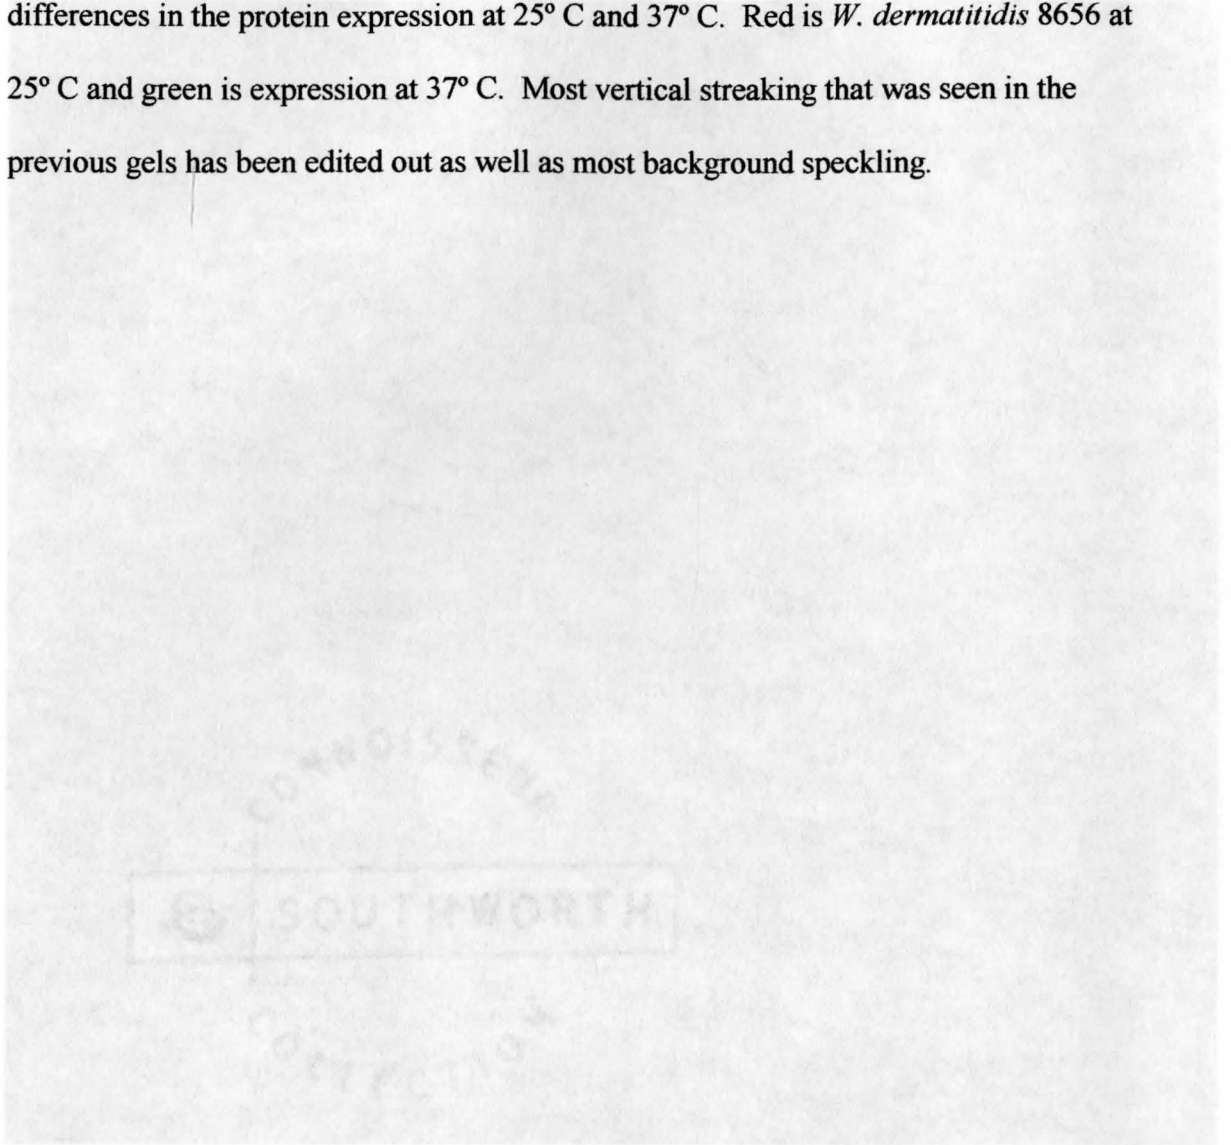 differences in the protein expression at 25º C and 37º C.  Red is W. dermatitidis 8656 at
25º C and green is expression at 37º C.  Most vertical streaking that was seen in the
previous gels has been edited out as well as most background speckling.
CONNOISSEUR
SOUTHWORTH
COLLECTION